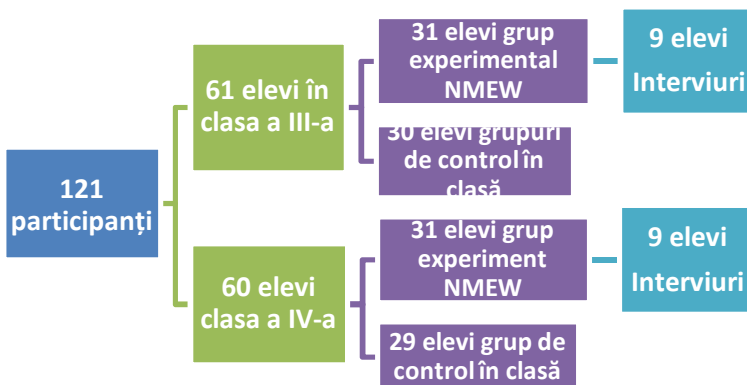 121
participanți
61 elevi în
clasa a III-a
31 elevi grup
experimental
NMEW
9 elevi
Interviuri
30 elevi grupuri
de control în
clasă
60 elevi
clasa a IV-a
31 elevi grup
experiment
NMEW
9 elevi
Interviuri
29 elevi grup de
control în clasă